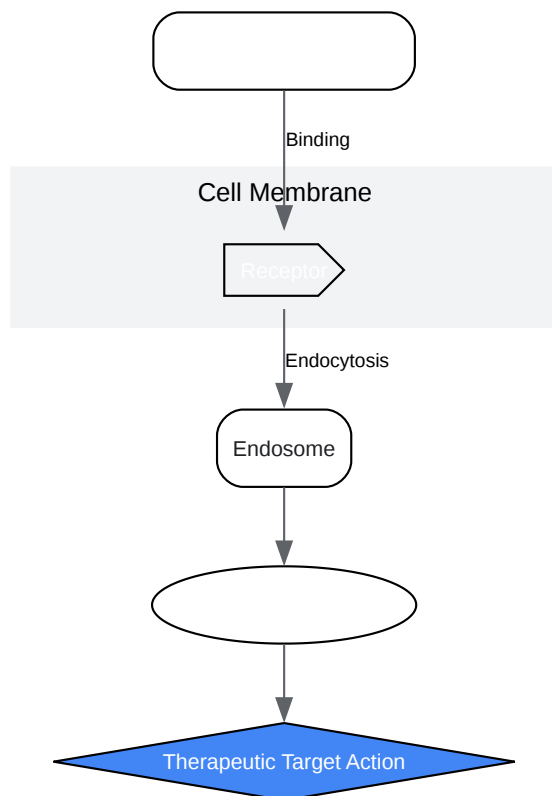 Binding
Cell Membrane
Receptor
Endocytosis
Endosome
Therapeutic Target Action